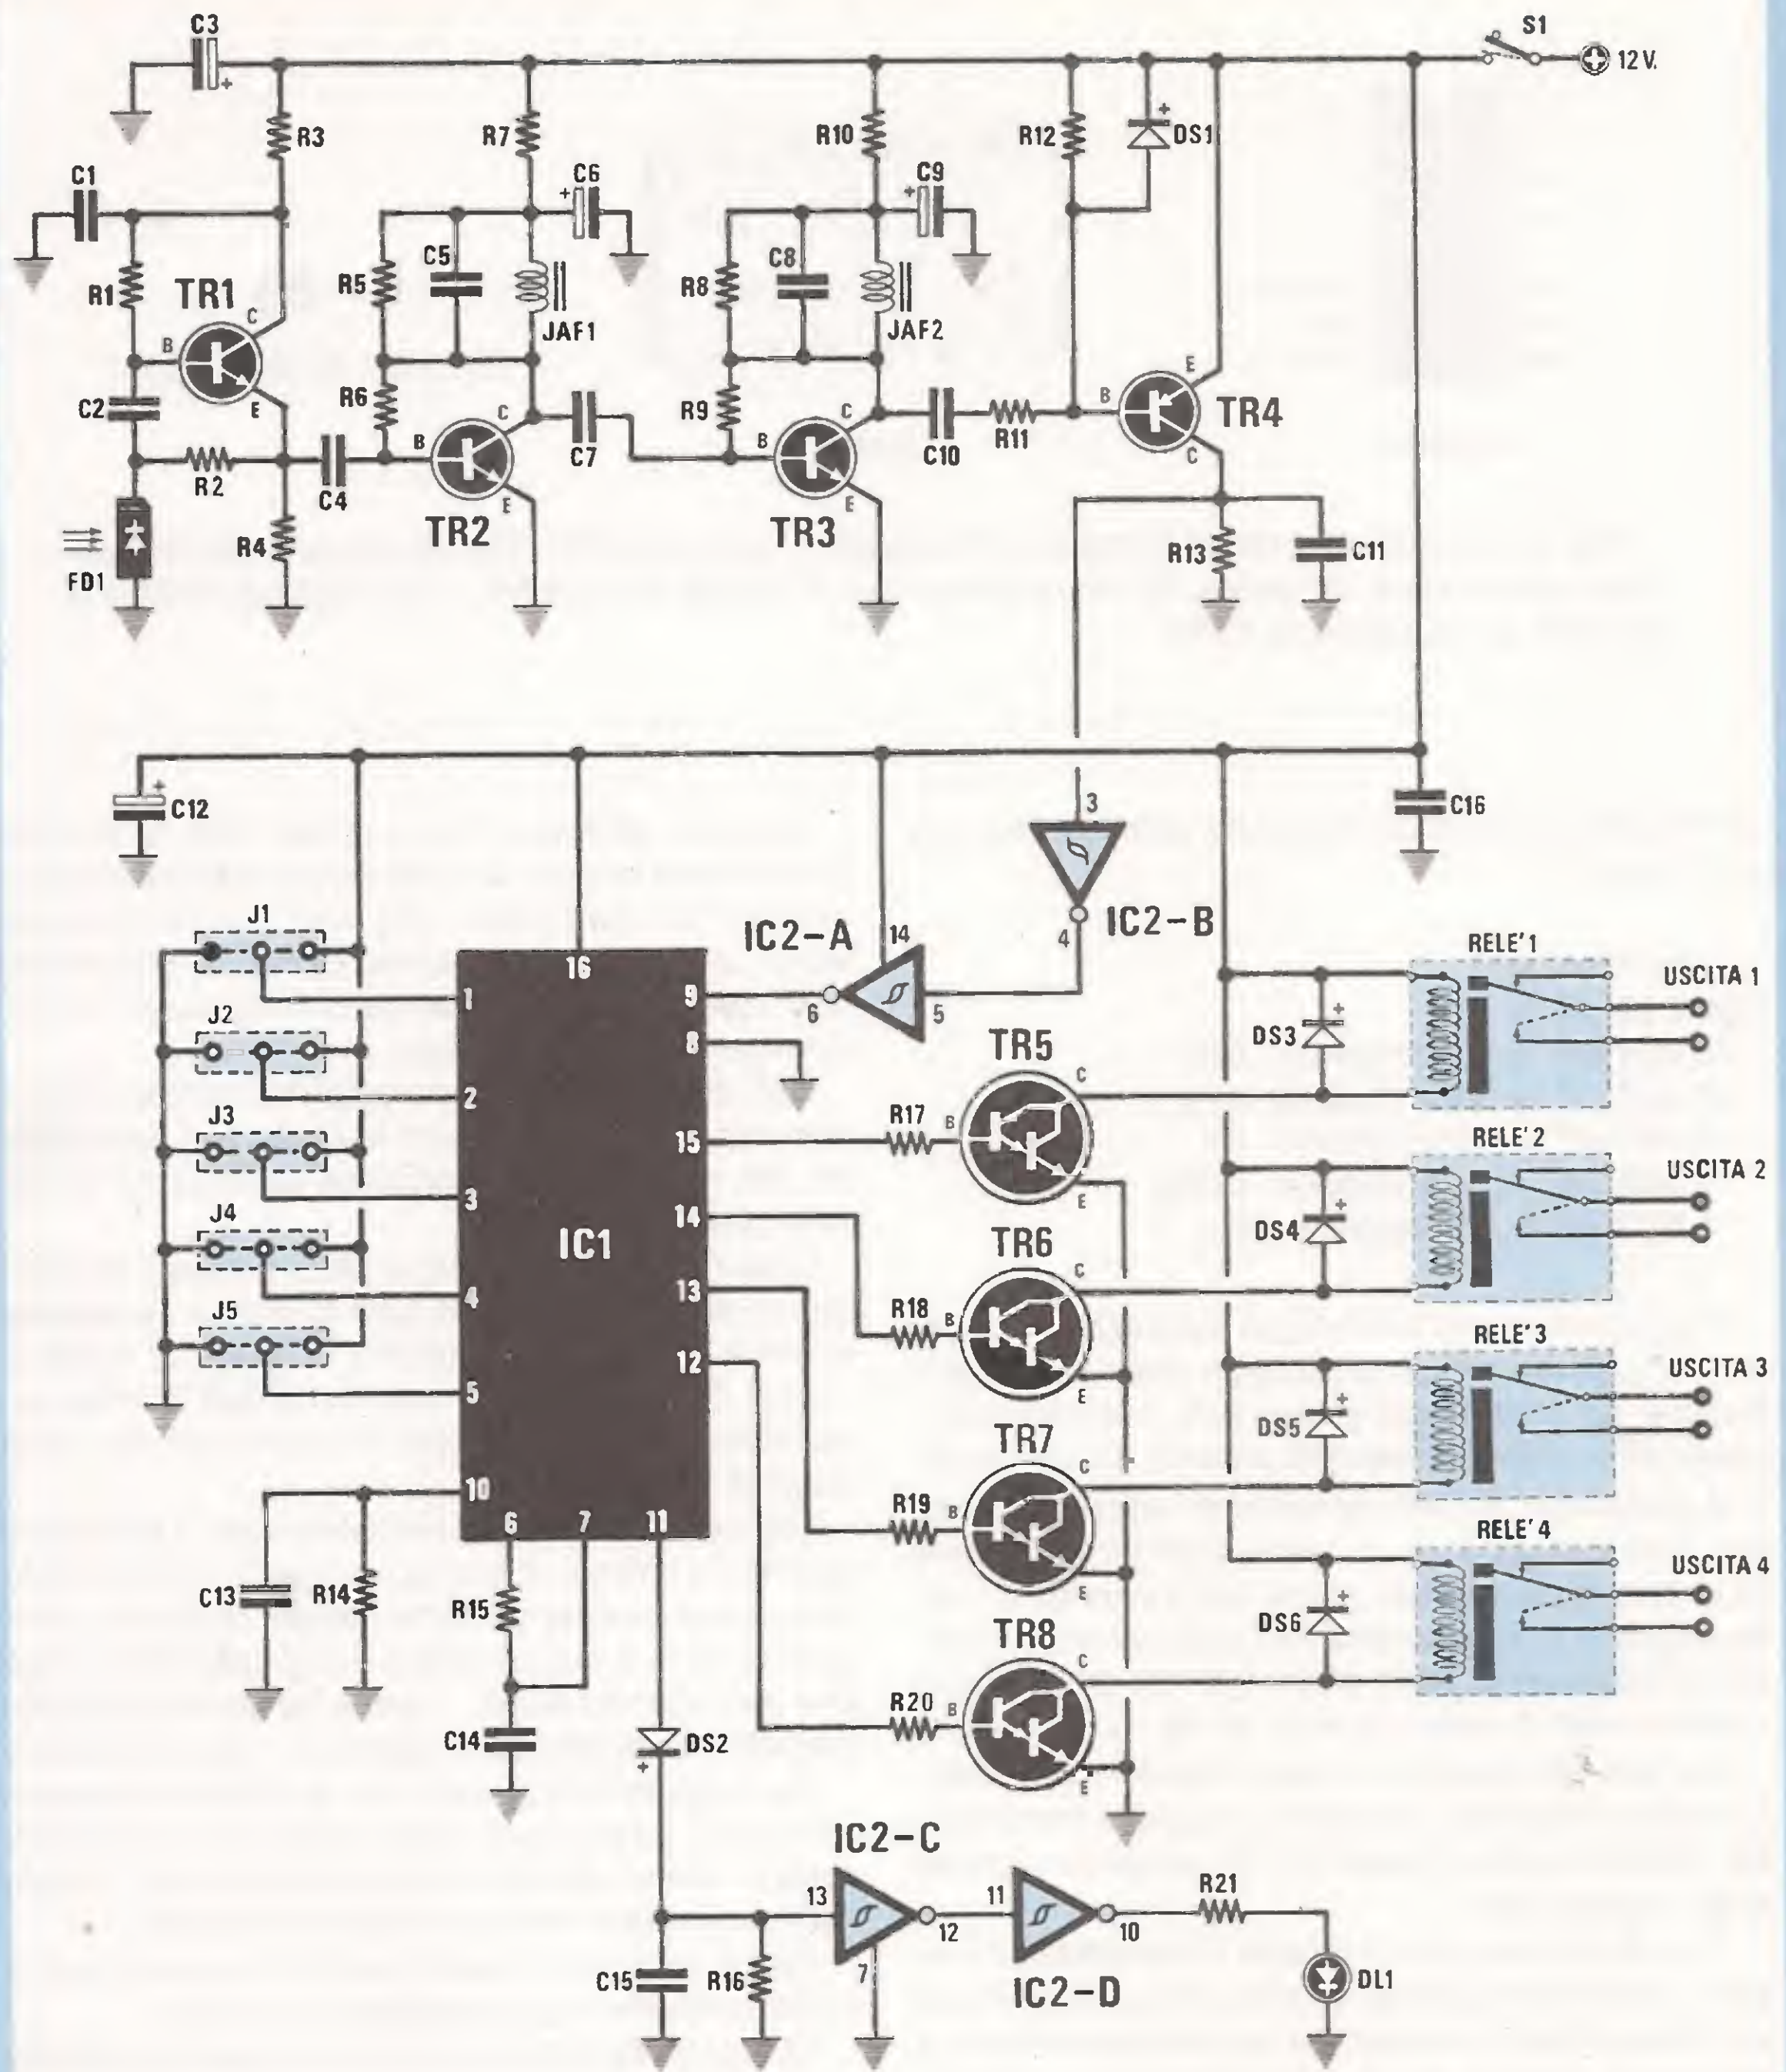 C3
S1
12 V.
R3
R7
R10
R12
DS1
+
C1
C6
C9
R1
TR1
C
B
E
C2
R2
C4
R4
FD1
R5
C5
JAF1
R6
B
C
E
TR2
C7
R8
C8
JAF2
R9
B
C
E
TR3
C10
R11
B
E
C
TR4
R13
C11
+
C12
C16
3
IC2-B
4
IC2-A
14
6
5
J1
J2
J3
J4
J5
IC1
16
1
2
3
4
5
10
6
7
11
9
8
15
14
13
12
RELE'1
USCITA 1
DS3
+
TR5
R17
B
C
E
RELE'2
USCITA 2
DS4
+
TR6
R18
B
C
E
RELE'3
USCITA 3
DS5
+
TR7
R19
B
C
E
RELE'4
USCITA 4
DS6
+
TR8
R20
B
C
E
C13
R14
R15
C14
DS2
+
IC2-C
13
12
7
11
10
IC2-D
R21
C15
R16
DL1